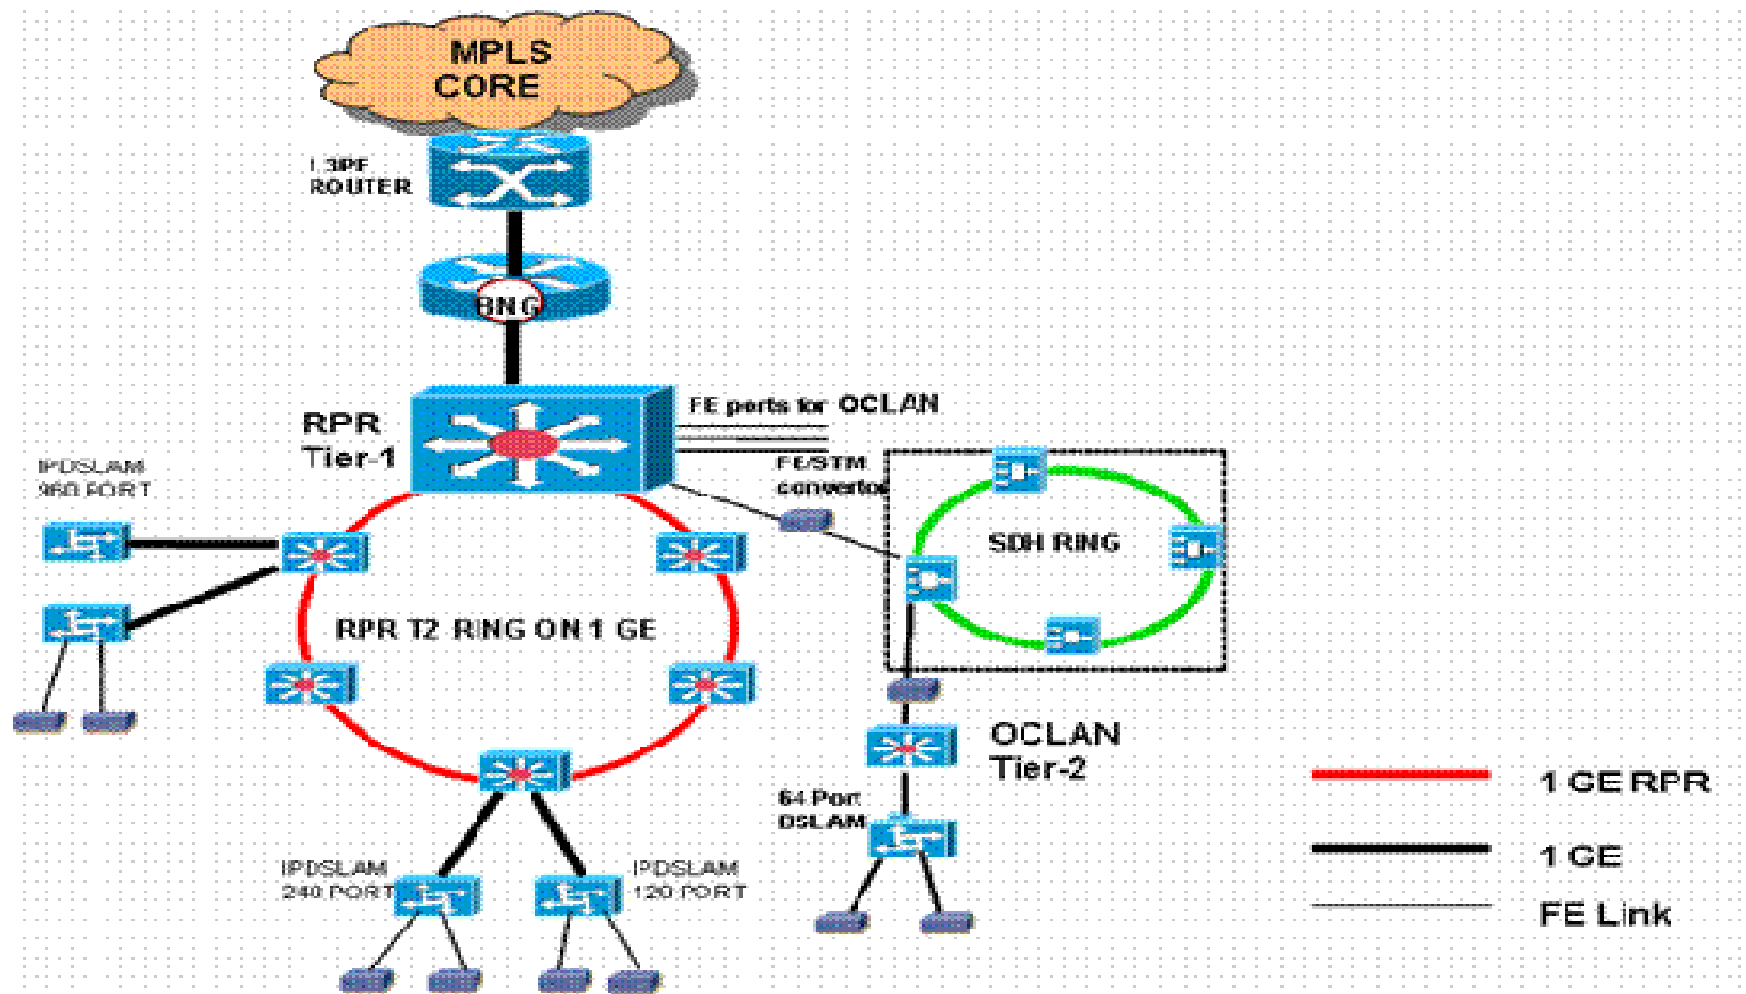 MPLS
CORE
ROUTER
BNG
RPR
Tier-1
FE ports for OCLAN
FE/STM
convertor
IPDSLAM
960 PORT
SDH RING
RPR T2 RING ON 1 GE
OCLAN
Tier-2
64 Port
DSLAM
IPDSLAM
240 PORT
IPDSLAM
120 PORT
1 GE RPR
1 GE
FE Link